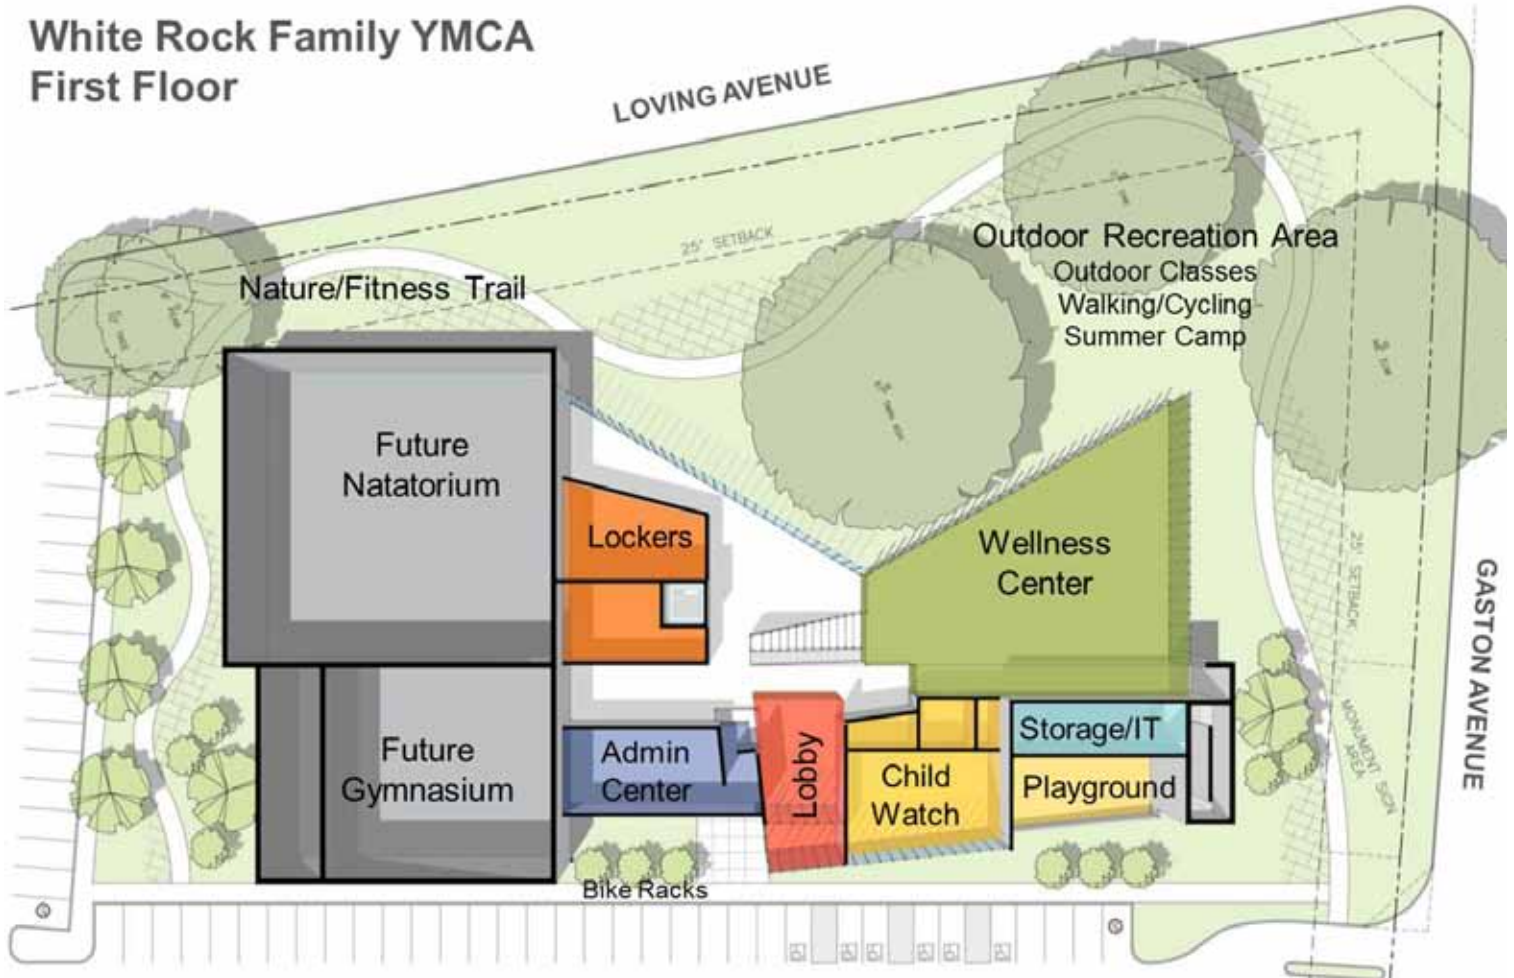 White Rock Family YMCA
First Floor
LOVING AVENUE
25' SETBACK
Outdoor Recreation Area
Outdoor Classes
Walking/Cycling
Summer Camp
Nature/Fitness Trail
Future
Natatorium
Lockers
Wellness
Center
25' SETBACK
GASTON AVENUE
MONUMENT SIGN
AREA
Storage/IT
Admin
Center
Lobby
Child
Watch
Playground
Future
Gymnasium
Bike Racks